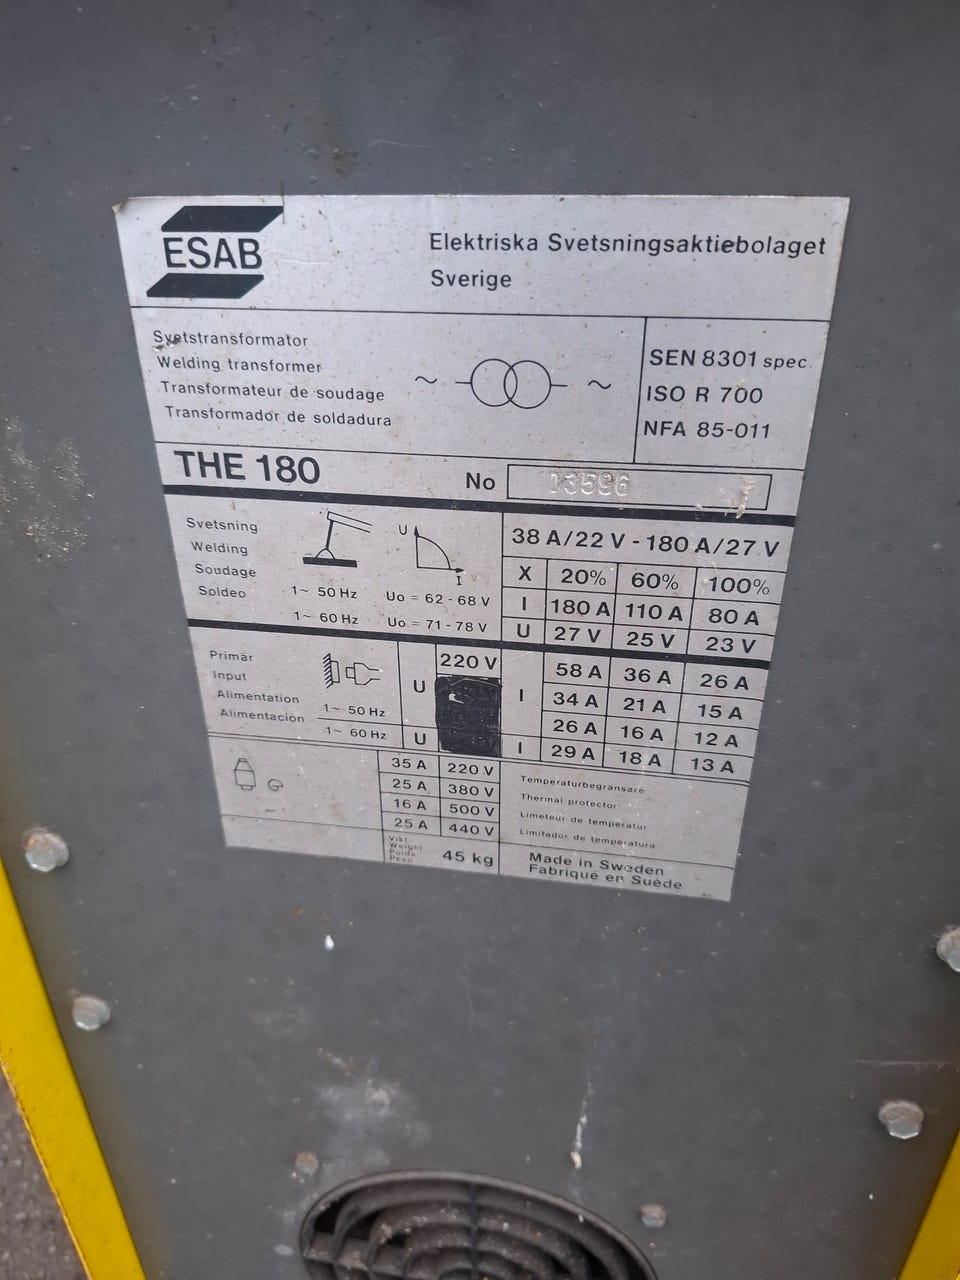 ESAB
Elektriska Svetsningsaktiebolaget
Sverige
Svetstransformator
Welding transformer
Transformateur de soudage
Transformador de soldadura
~ ~
SEN 8301 spec.
ISO R 700
NFA 85-011
THE 180
No 13596
Svetsning
Welding
Soudage
Soldeo
U
I
1~ 50 Hz Uo = 62-68 V
1~ 60 Hz Uo = 71-78 V
38 A/22 V - 180 A/27 V
X 20% 60% 100%
I 180 A 110 A 80 A
U 27 V 25 V 23 V
Primär
Input
Alimentation
Alimentación
1~ 50 Hz
1~ 60 Hz
U 220 V
U
I 58 A 36 A 26 A
34 A 21 A 15 A
26 A 16 A 12 A
I 29 A 18 A 13 A
35 A 220 V
25 A 380 V
16 A 500 V
25 A 440 V
Temperaturbegränsare
Thermal protector
Limeteur de temperatur
Limitador de temperatura
Vikt
Weight
Poids
Peso
45 kg
Made in Sweden
Fabriqué en Suède